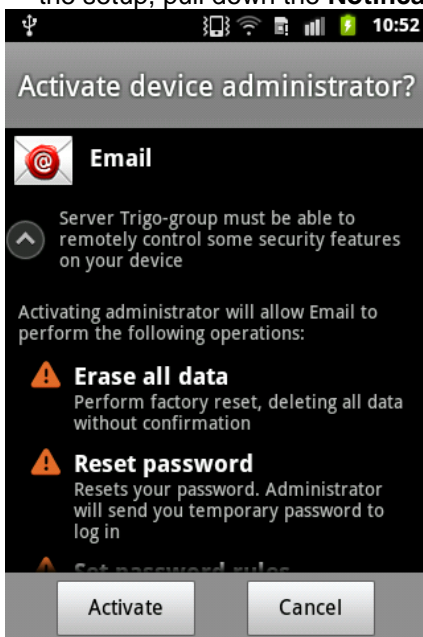 the setup, pull down the Notifica
10:52
Activate device administrator?
Email
Server Trigo-group must be able to
remotely control some security features
on your device
Activating administrator will allow Email to
perform the following operations:
Erase all data
Perform factory reset, deleting all data
without confirmation
Reset password
Resets your password. Administrator
will send you temporary password to
log in
Set password rules
Activate
Cancel